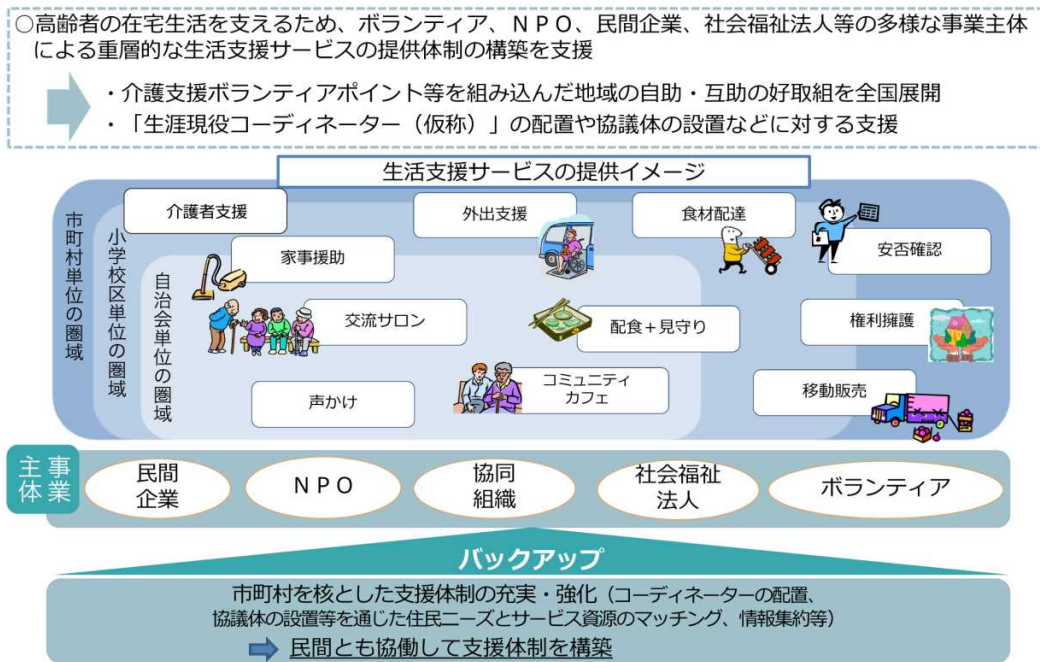 ○高齢者の在宅生活を支えるため、ボランティア、ＮＰＯ、民間企業、社会福祉法人等の多様な事業主体
による重層的な生活支援サービスの提供体制の構築を支援
・介護支援ボランティアポイント等を組み込んだ地域の自助・互助の好取組を全国展開
・「生涯現役コーディネーター（仮称）」の配置や協議体の設置などに対する支援
生活支援サービスの提供イメージ
市町村単位の圏域
小学校区単位の圏域
自治会単位の圏域
介護者支援
外出支援
食材配達
安否確認
家事援助
交流サロン
配食＋見守り
権利擁護
声かけ
コミュニティ
カフェ
移動販売
事業
主体
民間
企業
ＮＰＯ
協同
組織
社会福祉
法人
ボランティア
バックアップ
市町村を核とした支援体制の充実・強化（コーディネーターの配置、
協議体の設置等を通じた住民ニーズとサービス資源のマッチング、情報集約等）
民間とも協働して支援体制を構築